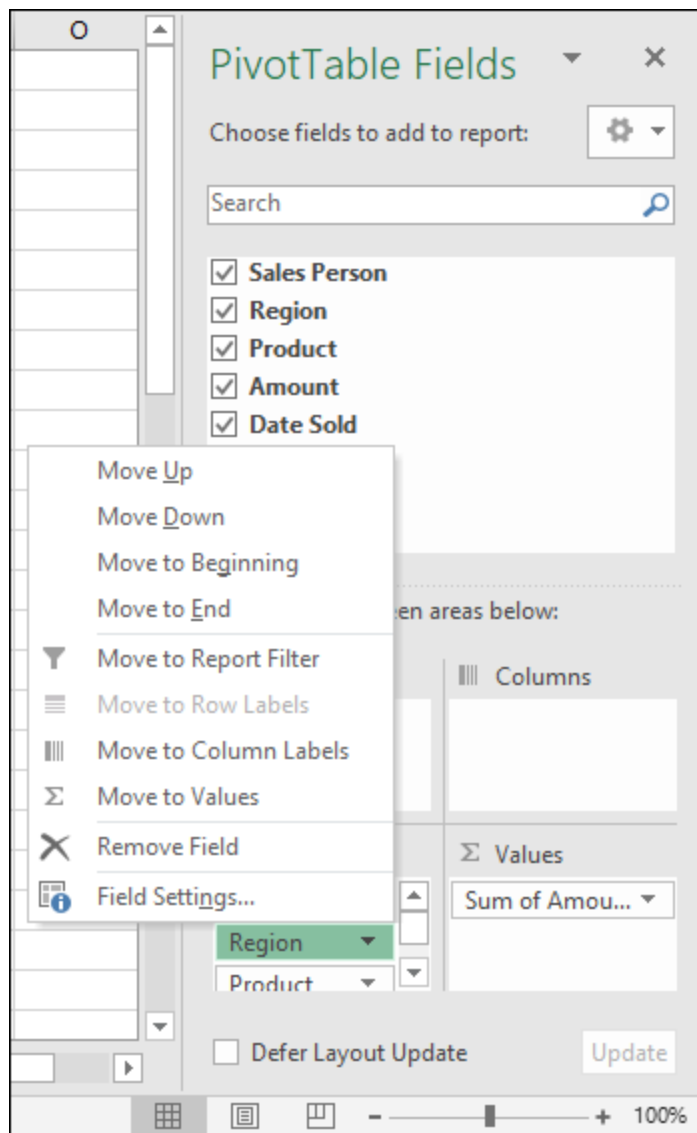 O
PivotTable Fields
Choose fields to add to report:
Search
Sales Person
Region
Product
Amount
Date Sold
Move Up
Move Down
Move to Beginning
Move to End
Move to Report Filter
Move to Row Labels
Move to Column Labels
Move to Values
Remove Field
Field Settings...
areas below:
Columns
Σ Values
Sum of Amou...
Region
Product
Defer Layout Update
Update
100%